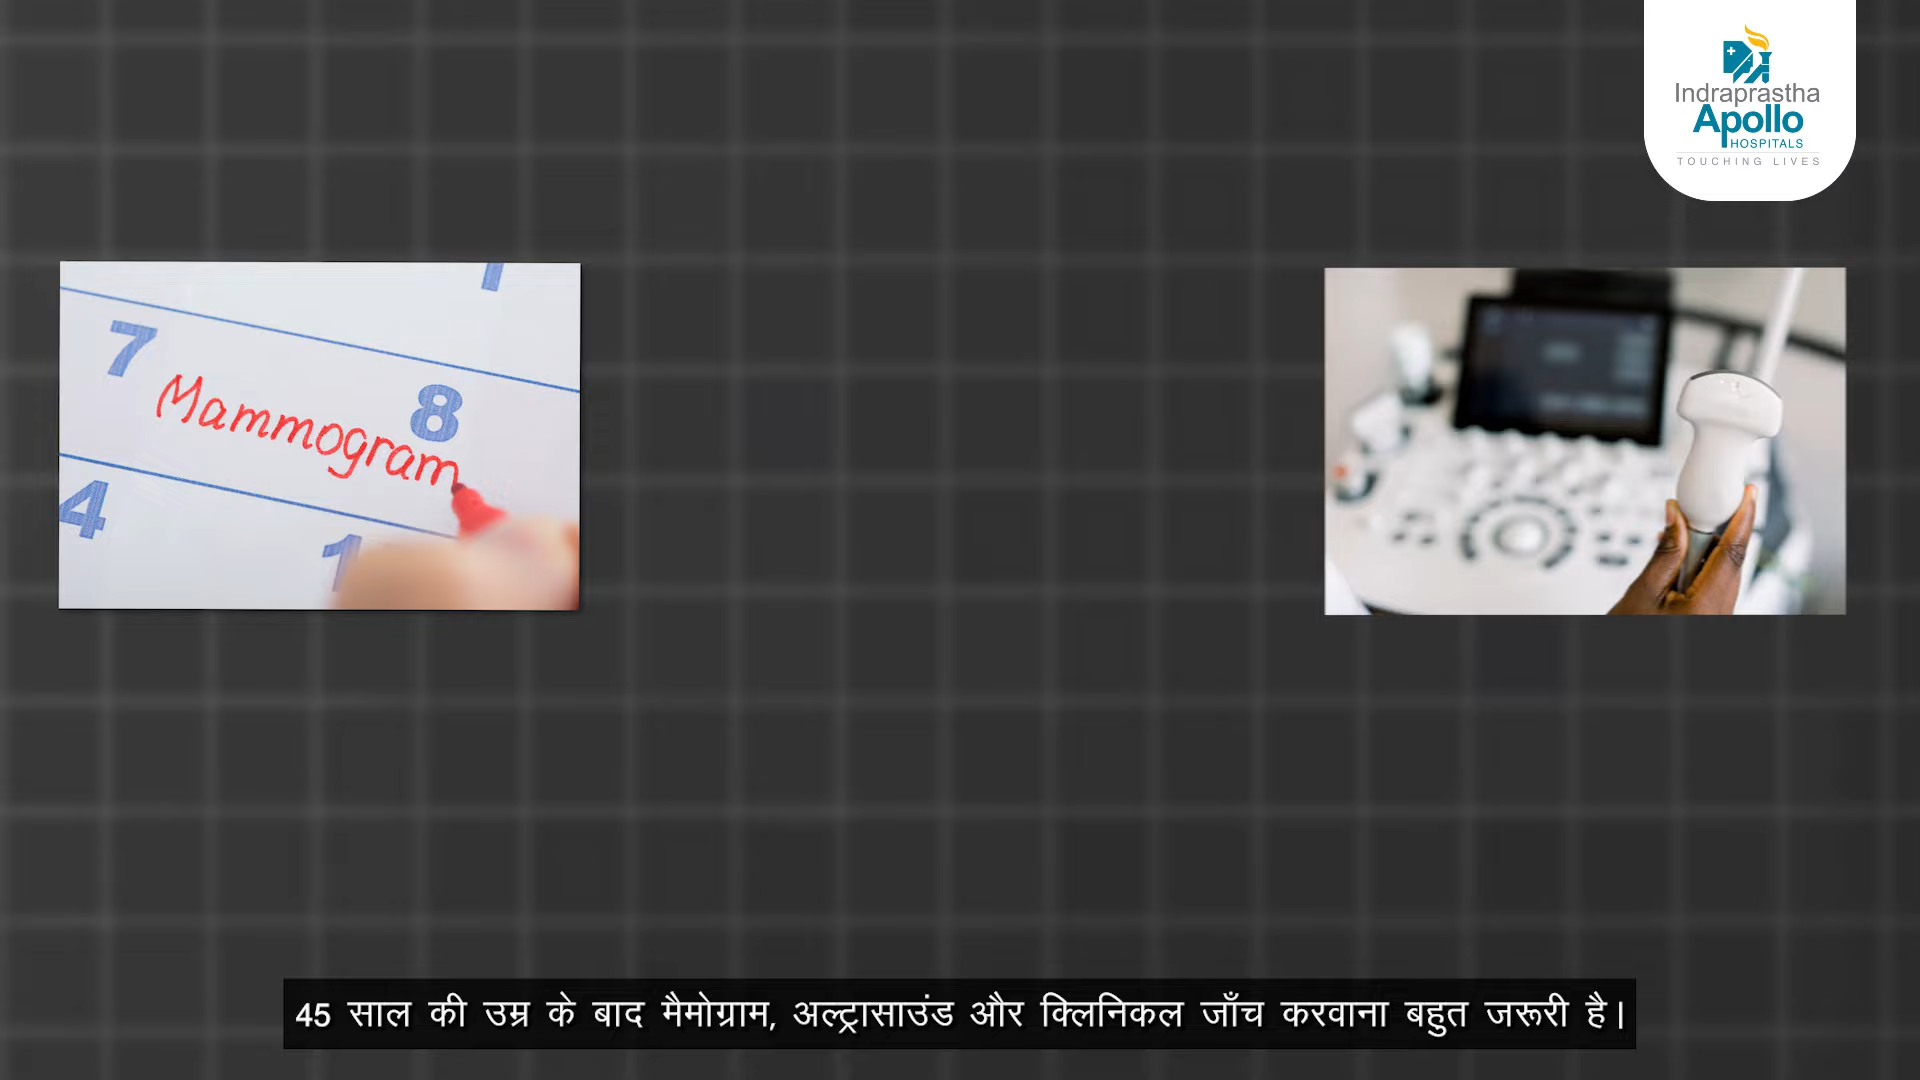 Indraprastha
Apollo
HOSPITALS
TOUCHING LIVES
7
8
Mammogram
4
1
45 साल की उम्र के बाद मैमोग्राम, अल्ट्रासाउंड और क्लिनिकल जाँच करवाना बहुत जरूरी है।